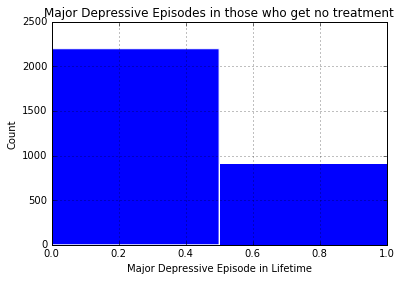 Major Depressive Episodes in those who get no treatment
2500
2000
1500
1000
500
0
Count
0.0 0.2 0.4 0.6 0.8 1.0
Major Depressive Episode in Lifetime